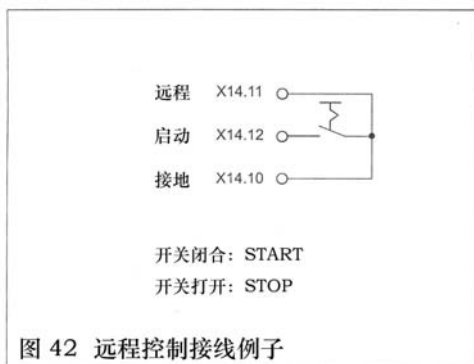 远程 X14.11
启动 X14.12
接地 X14.10
开关闭合: START
开关打开: STOP
图 42 远程控制接线例子